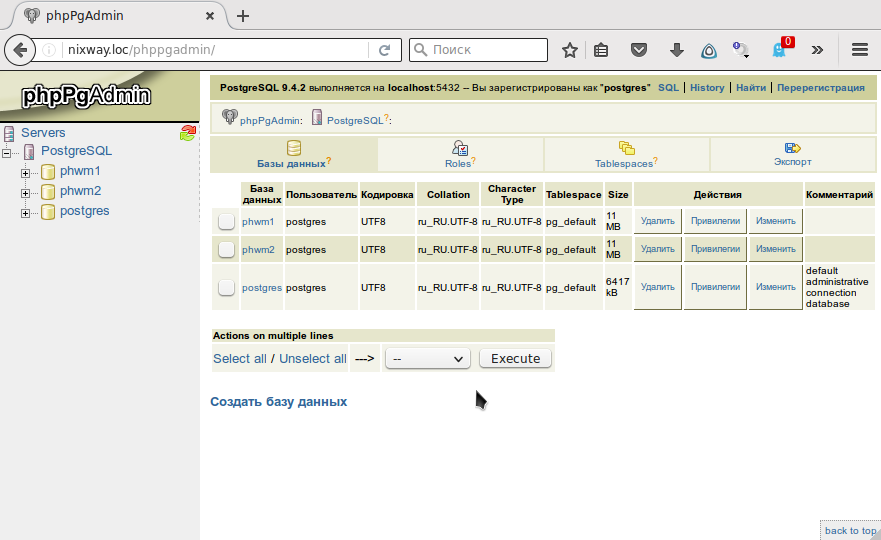 phpPgAdmin
nixway.loc/phppgadmin/
Поиск
0
phpPgAdmin
Servers
PostgreSQL
phwm1
phwm2
postgres
PostgreSQL 9.4.2 выполняется на localhost:5432 -- Вы зарегистрированы как "postgres" SQL | History | Найти | Перерегистрация
phpPgAdmin: PostgreSQL?:
Базы данных? Roles? Tablespaces? Экспорт
База данных Пользователь Кодировка Collation Character Type Tablespace Size Действия Комментарий
phwm1 postgres UTF8 ru_RU.UTF-8 ru_RU.UTF-8 pg_default 11 MB Удалить Привилегии Изменить
phwm2 postgres UTF8 ru_RU.UTF-8 ru_RU.UTF-8 pg_default 11 MB Удалить Привилегии Изменить
postgres postgres UTF8 ru_RU.UTF-8 ru_RU.UTF-8 pg_default 6417 kB Удалить Привилегии Изменить default administrative connection database
Actions on multiple lines
Select all / Unselect all ---> -- Execute
Создать базу данных
back to top